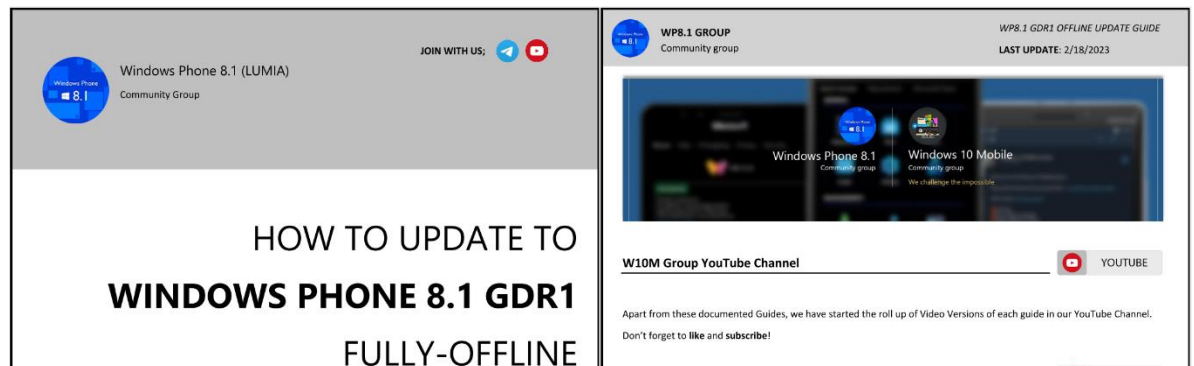 JOIN WITH US;
Windows Phone
8.1
Windows Phone 8.1 (LUMIA)
Community Group
HOW TO UPDATE TO
WINDOWS PHONE 8.1 GDR1
FULLY-OFFLINE
WP8.1 GROUP
Community group
WP8.1 GDR1 OFFLINE UPDATE GUIDE
LAST UPDATE: 2/18/2023
Windows Phone 8.1
Community group
Windows 10 Mobile
Community group
We challenge the impossible
W10M Group YouTube Channel
YOUTUBE
Apart from these documented Guides, we have started the roll up of Video Versions of each guide in our YouTube Channel.
Don't forget to like and subscribe!